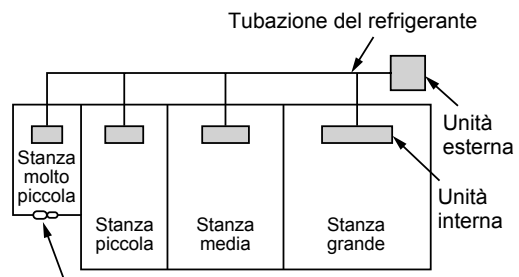 Tubazione del refrigerante
Unità
esterna
Stanza
molto
piccola
Unità
interna
Stanza
piccola
Stanza
media
Stanza
grande